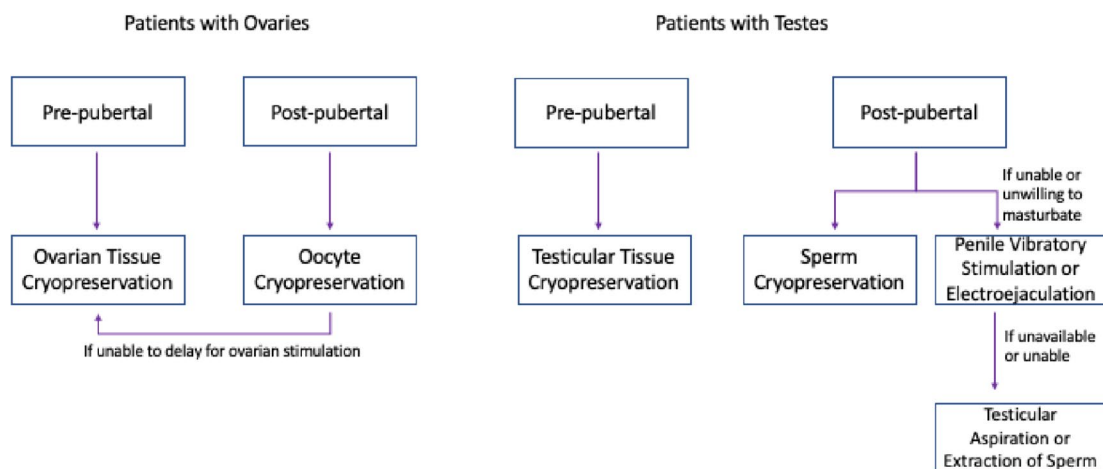 Patients with Ovaries
Patients with Testes
Pre-pubertal
Post-pubertal
Pre-pubertal
Post-pubertal
If unable or
unwilling to
masturbate
Ovarian Tissue
Cryopreservation
Oocyte
Cryopreservation
Testicular Tissue
Cryopreservation
Sperm
Cryopreservation
Penile Vibratory
Stimulation or
Electroejaculation
If unable to delay for ovarian stimulation
If unavailable
or unable
Testicular
Aspiration or
Extraction of Sperm